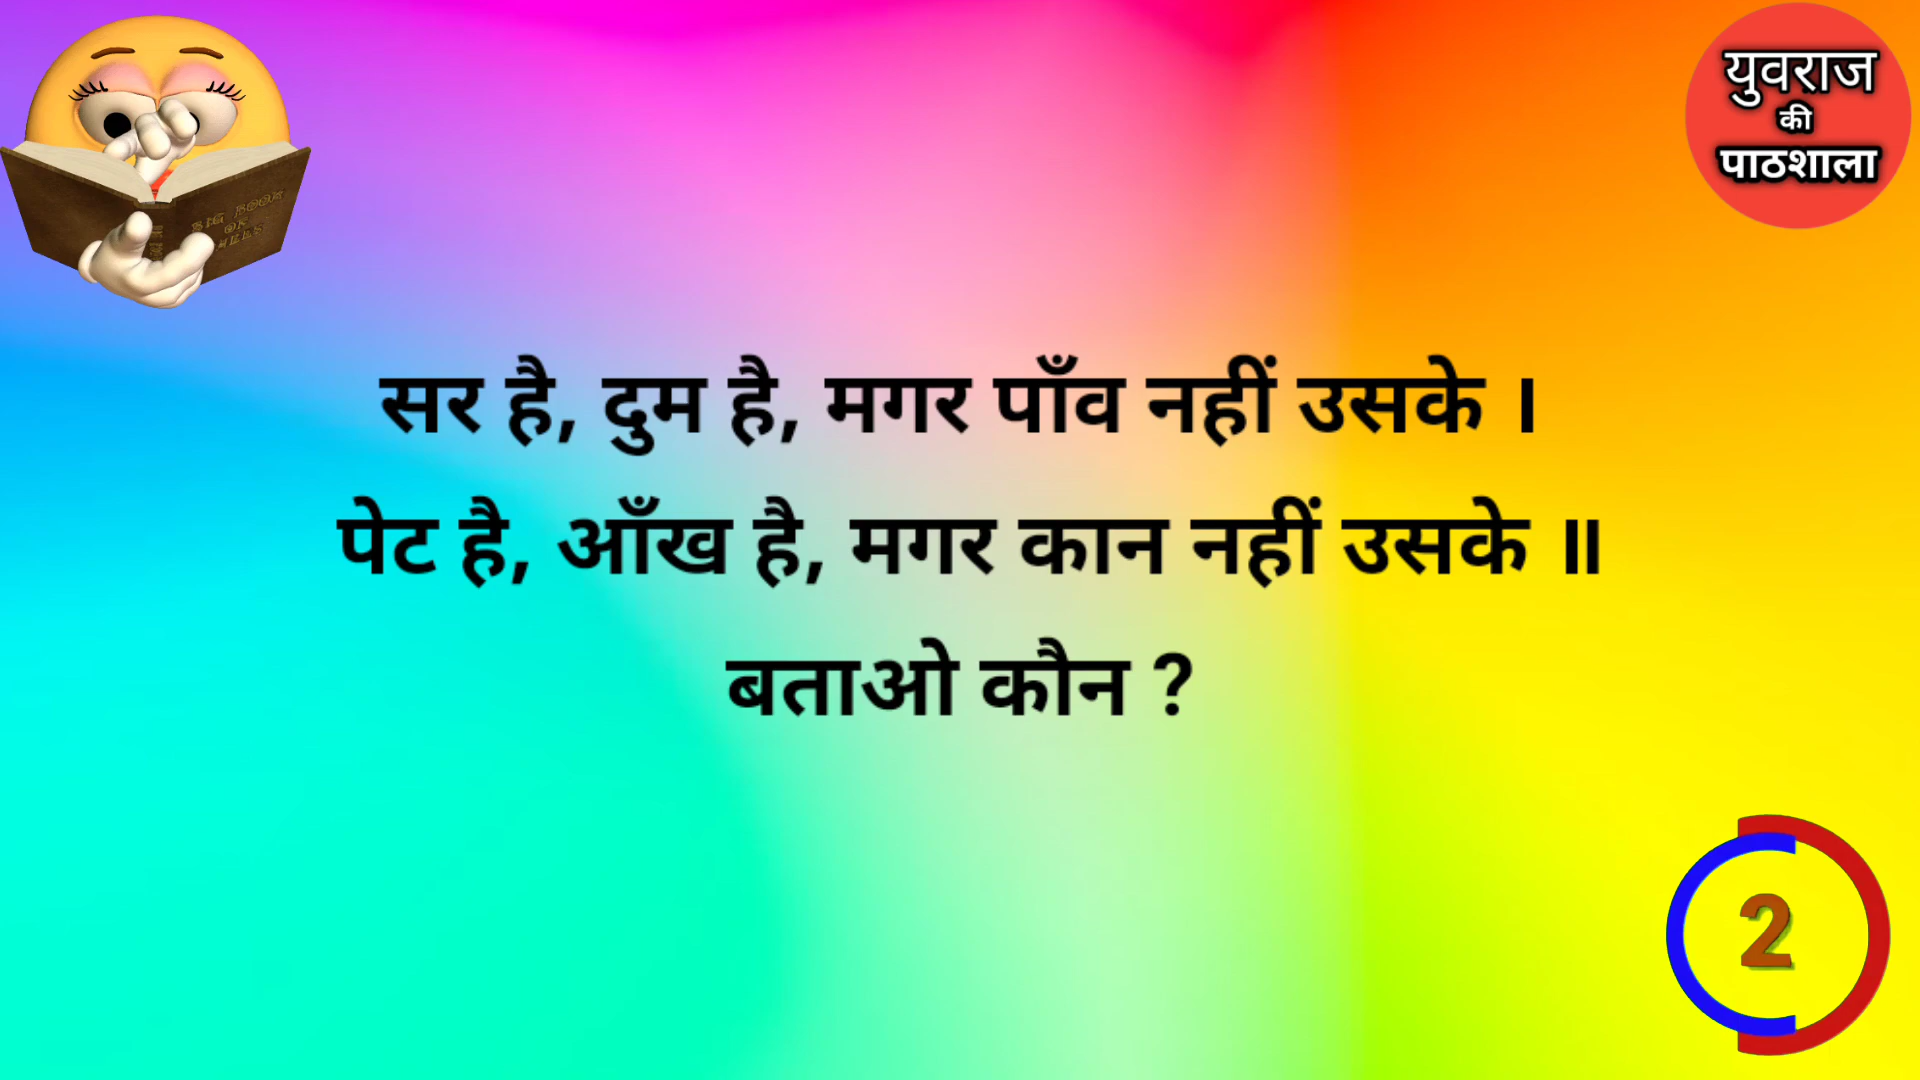 युवराज
की
पाठशाला
सर है, दुम है, मगर पाँव नहीं उसके ।
पेट है, आँख है, मगर कान नहीं उसके ॥
बताओ कौन ?
2